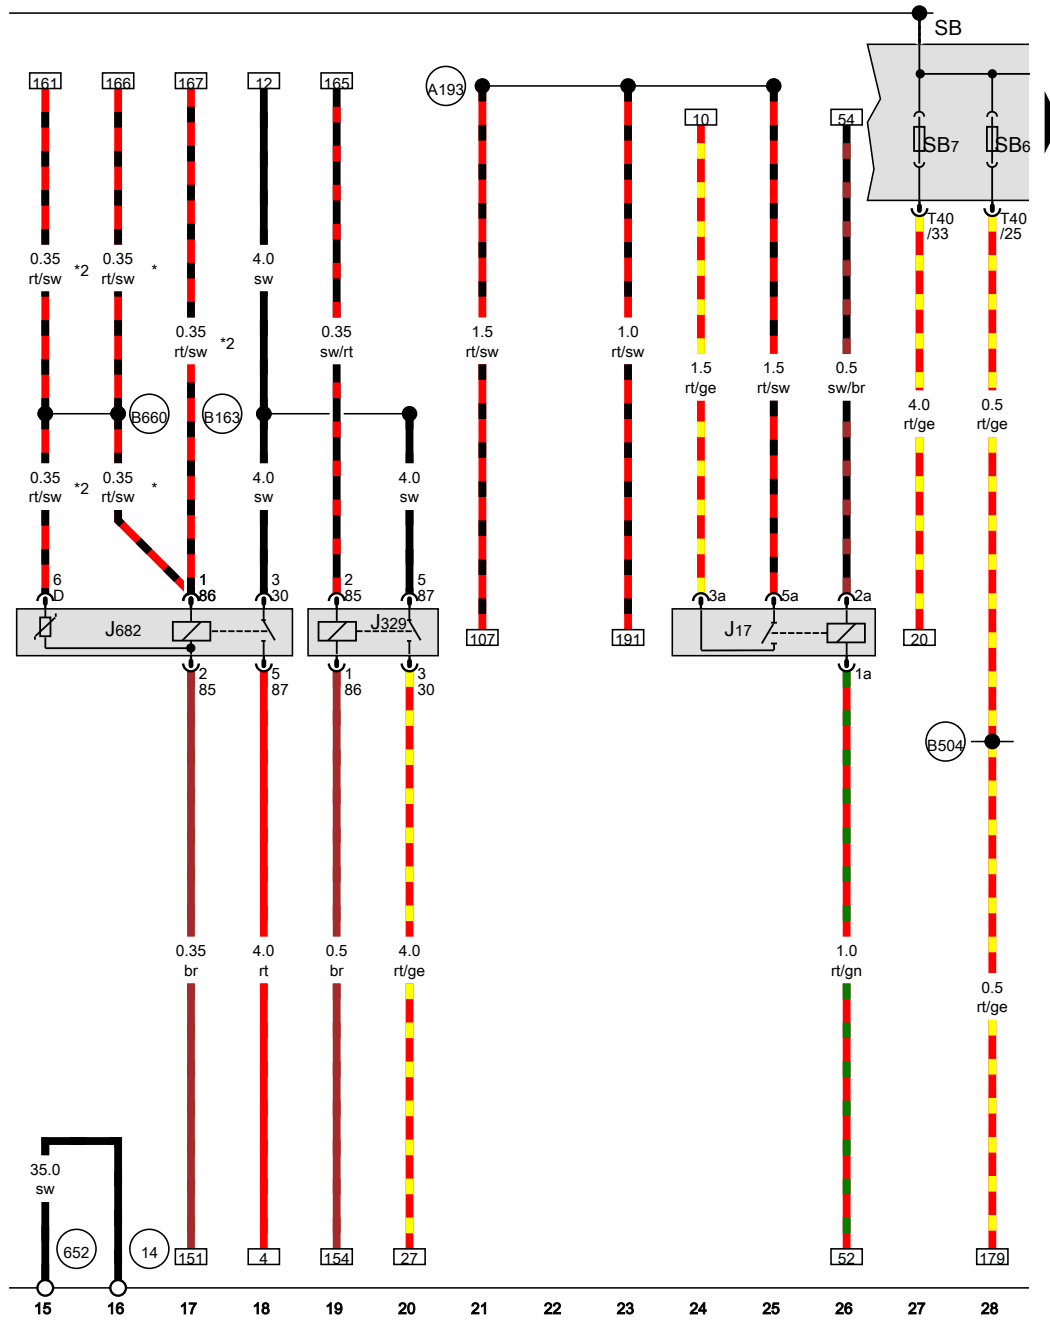 SB
161 166 167 12 165 A193 10 54
SB7 SB6
T40 /33 T40 /25
0.35 rt/sw *2 0.35 rt/sw * 4.0 sw
0.35 rt/sw *2 0.35 sw/rt 1.5 rt/sw 1.0 rt/sw
1.5 rt/ge 1.5 rt/sw 0.5 sw/br
4.0 rt/ge 0.5 rt/ge
B660 B163
0.35 rt/sw *2 0.35 rt/sw * 4.0 sw 4.0 sw
6 D 1 86 3 30 2 85 5 87 3a 5a 2a
J682 J329 J17
107 191 20
2 85 5 87 1 86 3 30 1a
B504
0.35 br 4.0 rt 0.5 br 4.0 rt/ge 1.0 rt/gn
0.5 rt/ge
35.0 sw
652 14 151 4 154 27 52 179
15 16 17 18 19 20 21 22 23 24 25 26 27 28